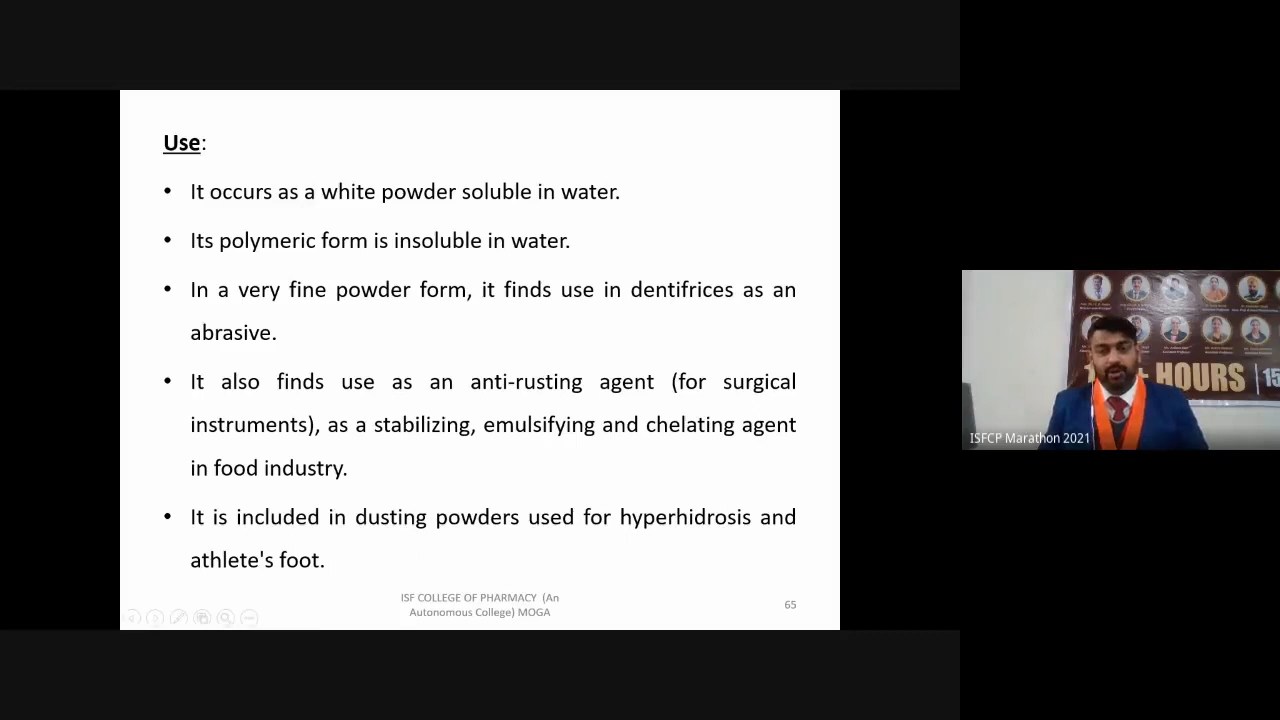 Use:
• It occurs as a white powder soluble in water.
• Its polymeric form is insoluble in water.
• In a very fine powder form, it finds use in dentifrices as an
abrasive.
• It also finds use as an anti-rusting agent (for surgical
instruments), as a stabilizing, emulsifying and chelating agent
in food industry.
• It is included in dusting powders used for hyperhidrosis and
athlete's foot.
ISF COLLEGE OF PHARMACY (An
Autonomous College) MOGA
65
HOURS
15
ISFCP Marathon 2021